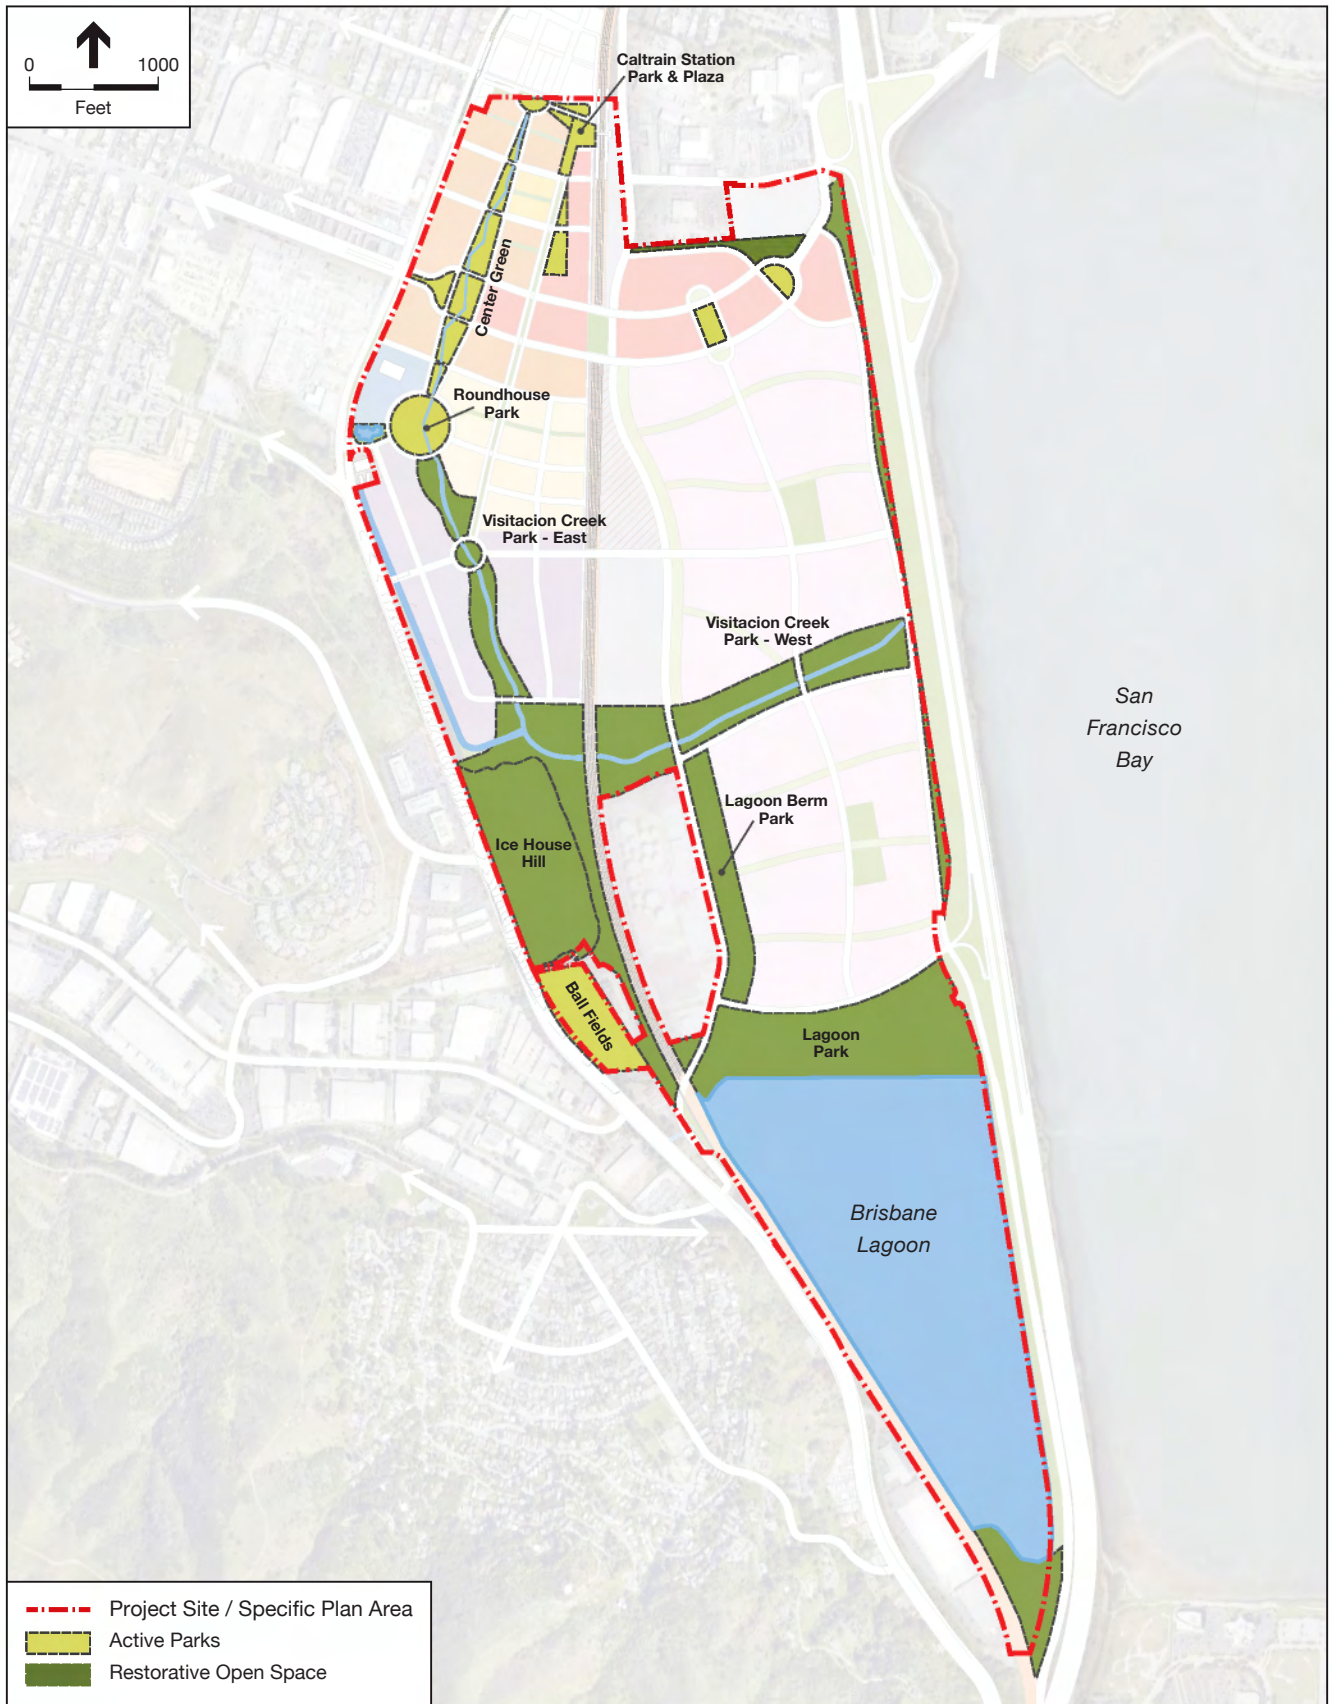 0 1000
Feet
Caltrain Station
Park & Plaza
Center Green
Roundhouse
Park
Visitacion Creek
Park - East
Visitacion Creek
Park - West
San
Francisco
Bay
Lagoon Berm
Park
Ice House
Hill
Ball Fields
Lagoon
Park
Brisbane
Lagoon
Project Site / Specific Plan Area
Active Parks
Restorative Open Space